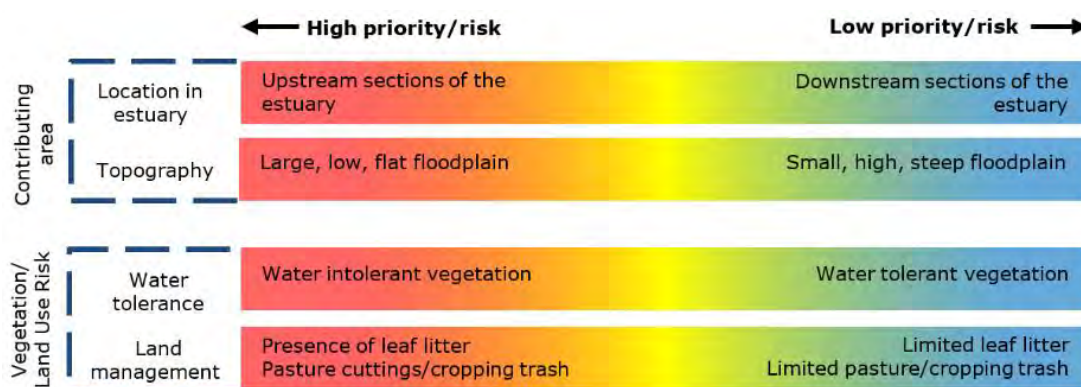 High priority/risk
Low priority/risk
Contributing
area
Location in
estuary
Upstream sections of the
estuary
Downstream sections of the
estuary
Topography
Large, low, flat floodplain
Small, high, steep floodplain
Vegetation/
Land Use Risk
Water
tolerance
Water intolerant vegetation
Water tolerant vegetation
Land
management
Presence of leaf litter
Pasture cuttings/cropping trash
Limited leaf litter
Limited pasture/cropping trash